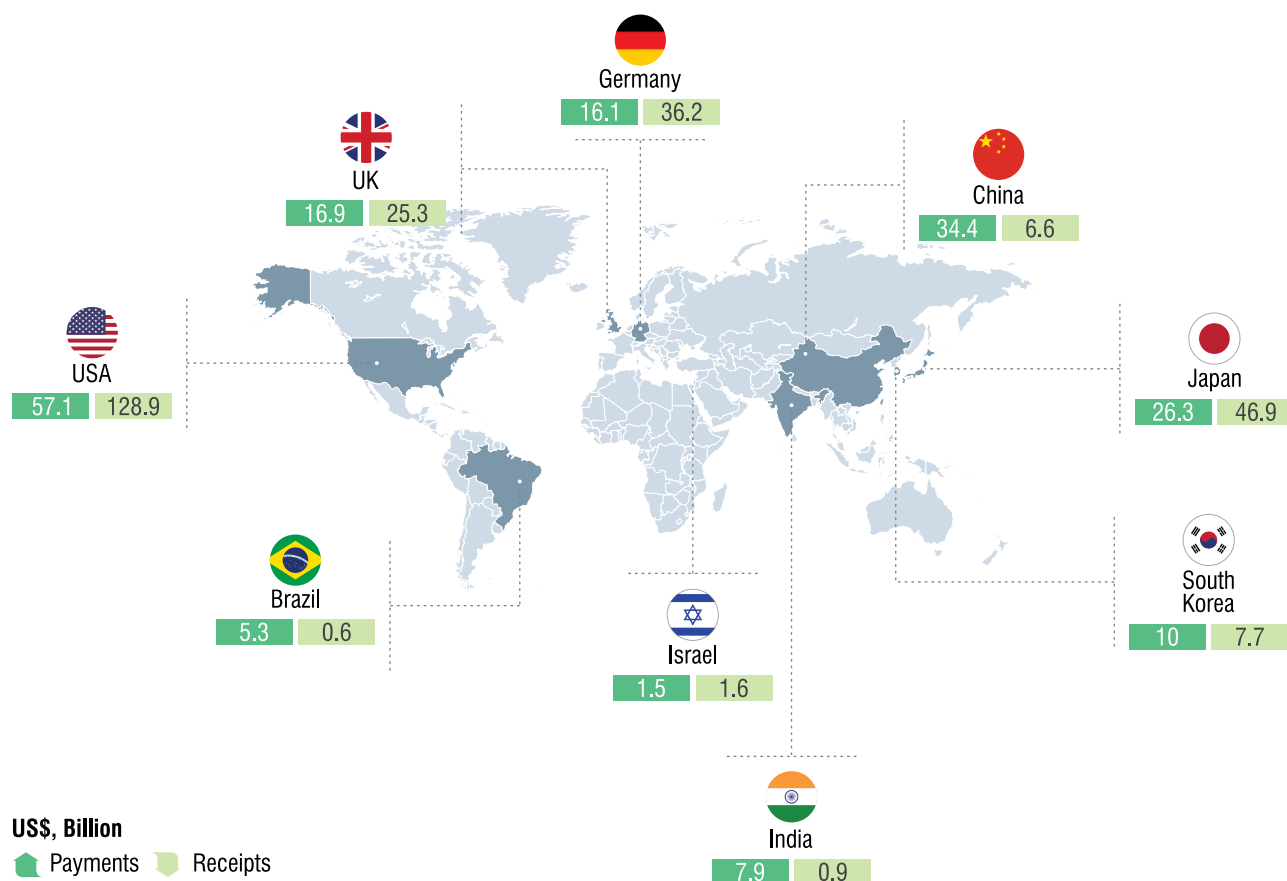 Germany
16.1 36.2
UK
16.9 25.3
China
34.4 6.6
USA
57.1 128.9
Japan
26.3 46.9
Brazil
5.3 0.6
South
Korea
10 7.7
Israel
1.5 1.6
India
7.9 0.9
US$, Billion
Payments Receipts